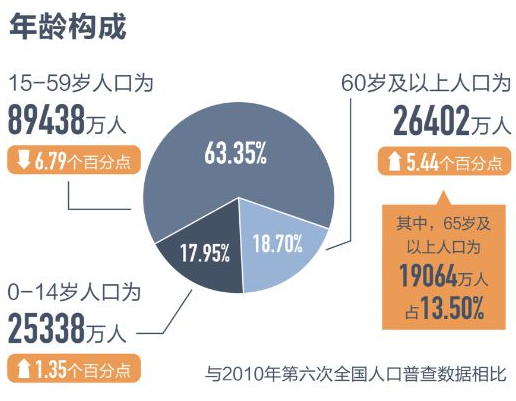 年龄构成
15-59岁人口为
89438万人
6.79个百分点
60岁及以上人口为
26402万人
5.44个百分点
63.35%
17.95%
18.70%
其中，65岁及
以上人口为
19064万人
占13.50%
0-14岁人口为
25338万人
1.35个百分点
与2010年第六次全国人口普查数据相比